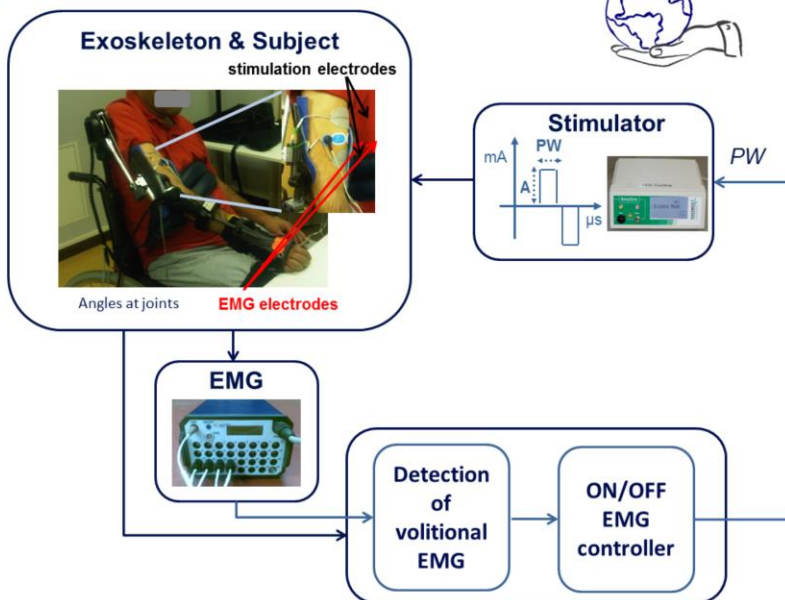 Exoskeleton & Subject
stimulation electrodes
Angles at joints
EMG electrodes
Stimulator
mA
PW
A
µs
PW
EMG
Detection
of
volitional
EMG
ON/OFF
EMG
controller